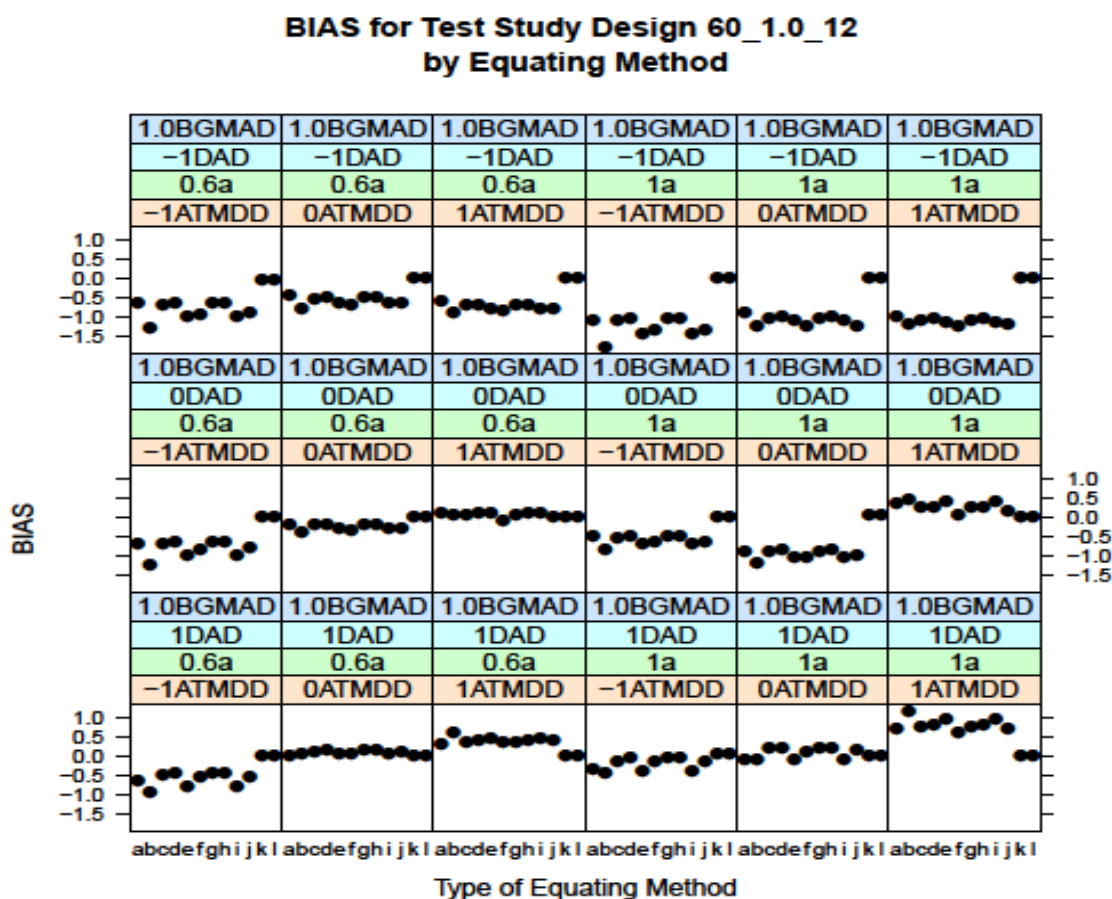 BIAS for Test Study Design 60_1.0_12
by Equating Method
1.0BGMAD 1.0BGMAD 1.0BGMAD 1.0BGMAD 1.0BGMAD 1.0BGMAD
−1DAD −1DAD −1DAD −1DAD −1DAD −1DAD
0.6a 0.6a 0.6a 1a 1a 1a
−1ATMDD 0ATMDD 1ATMDD −1ATMDD 0ATMDD 1ATMDD
1.0
0.5
0.0
−0.5
−1.0
−1.5
1.0BGMAD 1.0BGMAD 1.0BGMAD 1.0BGMAD 1.0BGMAD 1.0BGMAD
0DAD 0DAD 0DAD 0DAD 0DAD 0DAD
0.6a 0.6a 0.6a 1a 1a 1a
−1ATMDD 0ATMDD 1ATMDD −1ATMDD 0ATMDD 1ATMDD
1.0
0.5
0.0
−0.5
−1.0
−1.5
BIAS
1.0BGMAD 1.0BGMAD 1.0BGMAD 1.0BGMAD 1.0BGMAD 1.0BGMAD
1DAD 1DAD 1DAD 1DAD 1DAD 1DAD
0.6a 0.6a 0.6a 1a 1a 1a
−1ATMDD 0ATMDD 1ATMDD −1ATMDD 0ATMDD 1ATMDD
1.0
0.5
0.0
−0.5
−1.0
−1.5
abcdefghijkl abcdefghijkl abcdefghijkl abcdefghijkl abcdefghijkl abcdefghijkl
Type of Equating Method